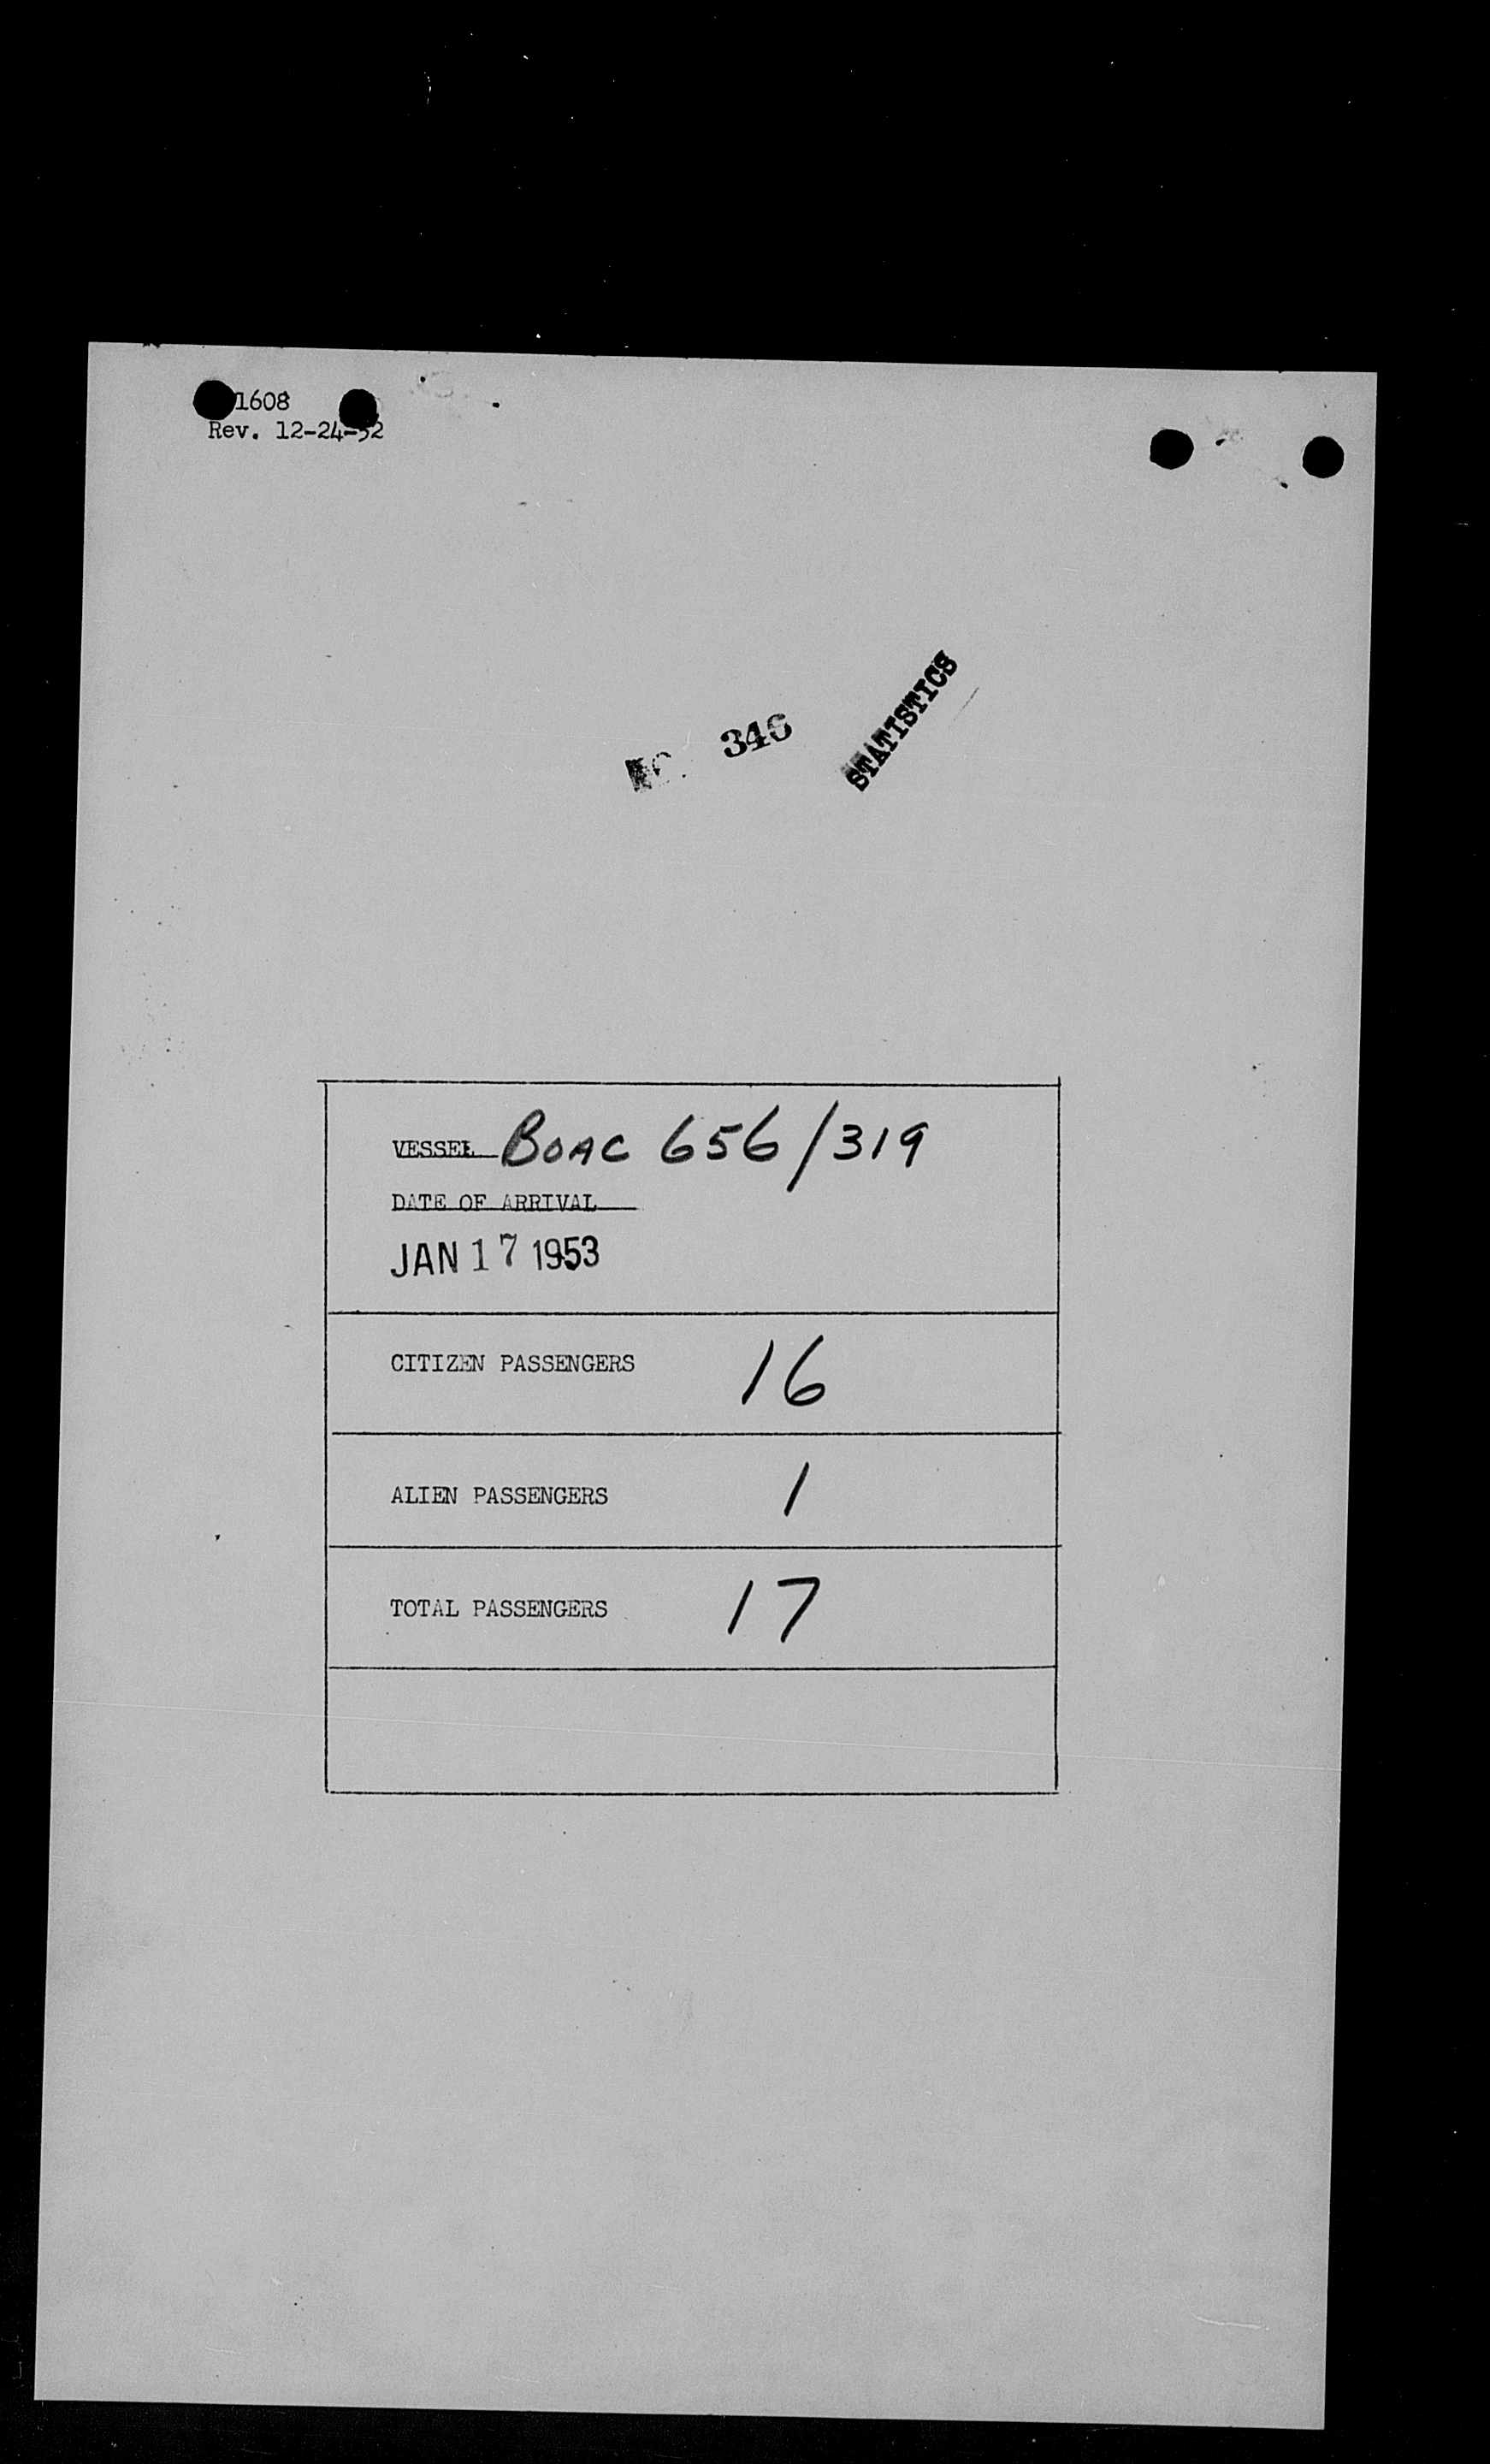 1608
Rev. 12-24-52
STATISTICS
VESSEL BOAC 656/319
DATE OF ARRIVAL
JAN 17 1953
CITIZEN PASSENGERS 16
ALIEN PASSENGERS 1
TOTAL PASSENGERS 17